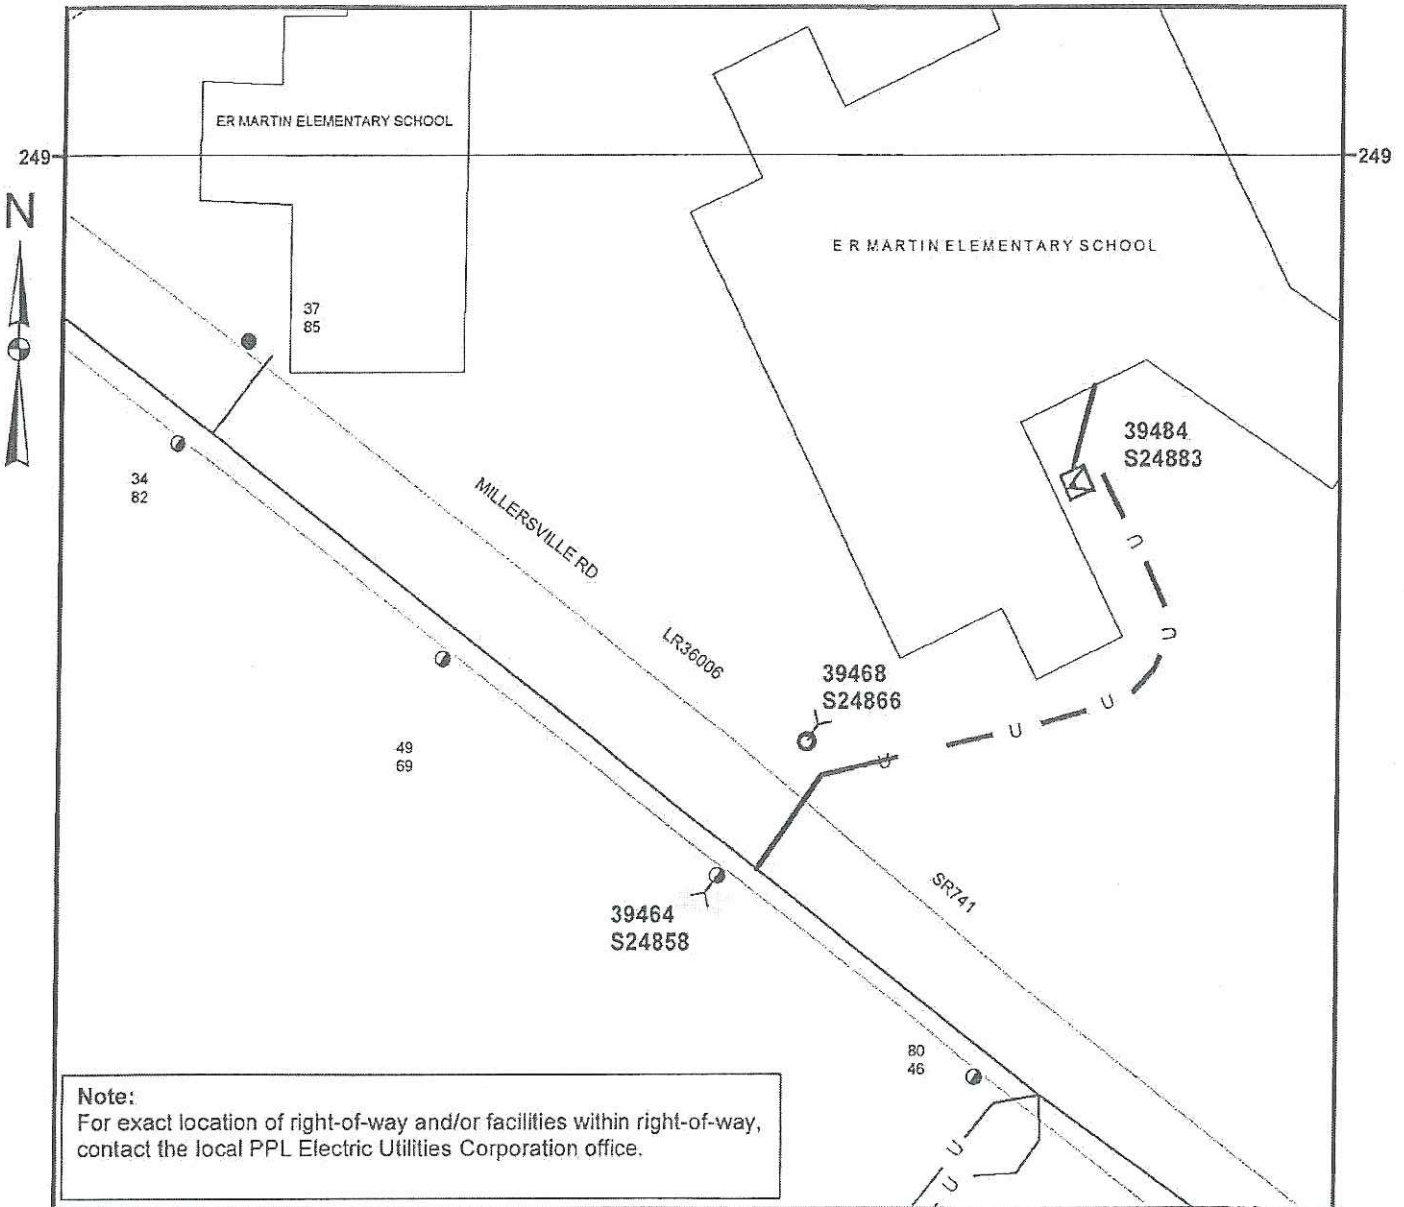 ER MARTIN ELEMENTARY SCHOOL
249
249
N
E R MARTIN ELEMENTARY SCHOOL
37
85
39484
S24883
34
82
MILLERSVILLE RD
U
U
LR36006
39468
S24866
U
U
U
49
69
SR741
39464
S24858
80
46
Note:
For exact location of right-of-way and/or facilities within right-of-way,
contact the local PPL Electric Utilities Corporation office.
U
U